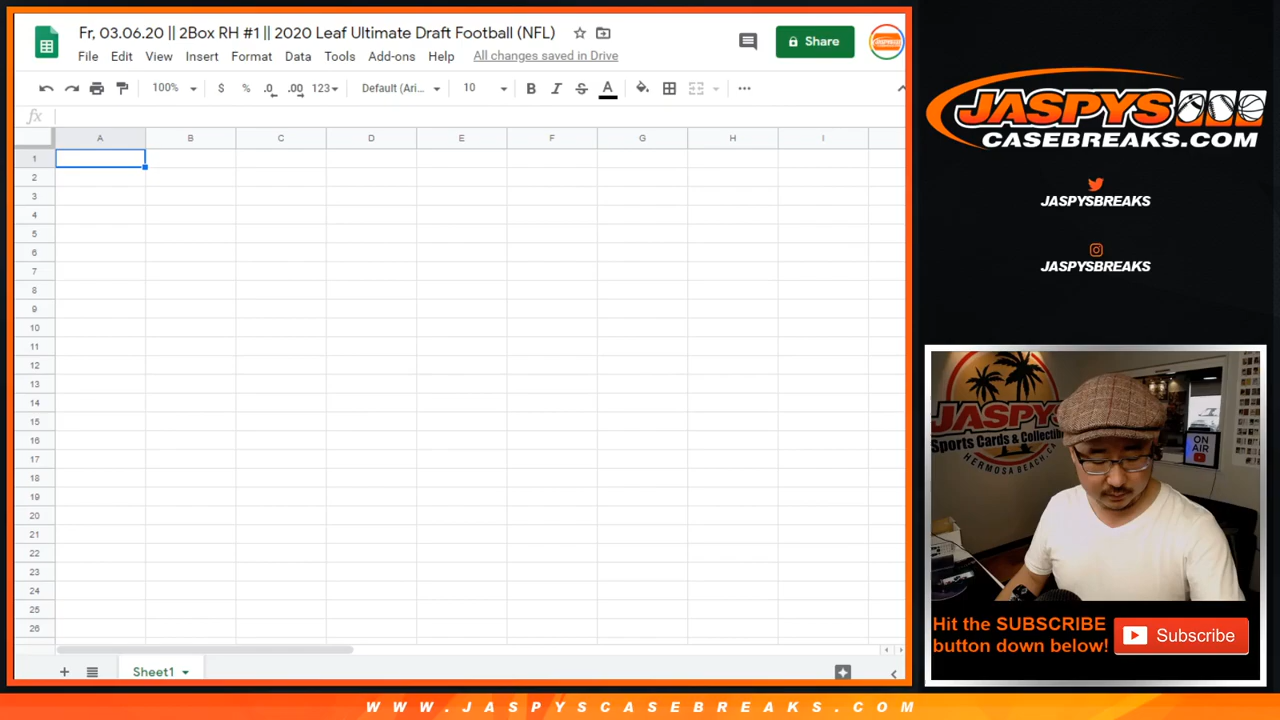 Fr, 03.06.20 || 2Box RH #1 || 2020 Leaf Ultimate Draft Football (NFL)
File Edit View Insert Format Data Tools Add-ons Help All changes saved in Drive
Share
100% $ % .0 .00 123 Default (Ari... 10 B I S A
fx
A B C D E F G H I
1
2
3
4
5
6
7
8
9
10
11
12
13
14
15
16
17
18
19
20
21
22
23
24
25
26
Sheet1
JASPYS
CASEBREAKS.COM
JASPYSBREAKS
JASPYSBREAKS
JASPYS
Sports Cards & Collectib
HERMOSA BEACH, CA
ON
AIR
Hit the SUBSCRIBE
button down below!
Subscribe
WWW.JASPYSCASEBREAKS.COM